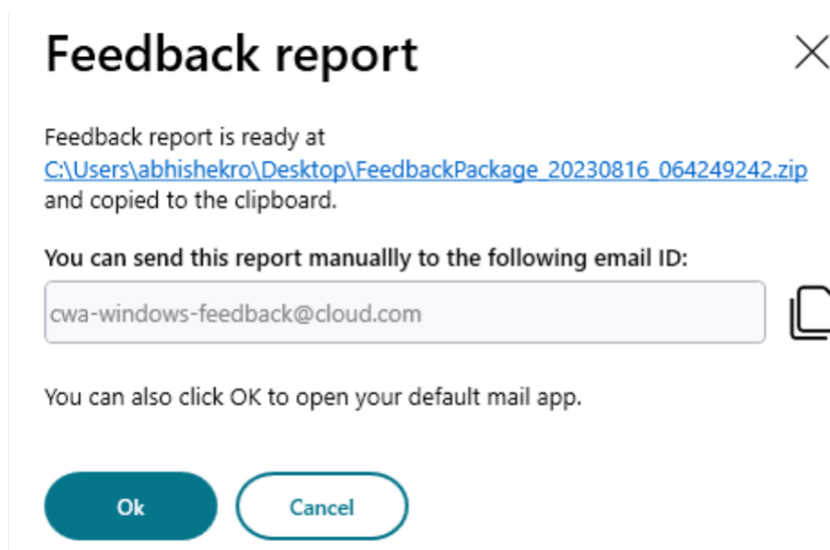 Feedback report
Feedback report is ready at
C:\Users\abhishekro\Desktop\FeedbackPackage_20230816_064249242.zip
and copied to the clipboard.
You can send this report manuallly to the following email ID:
cwa-windows-feedback@cloud.com
You can also click OK to open your default mail app.
Ok
Cancel